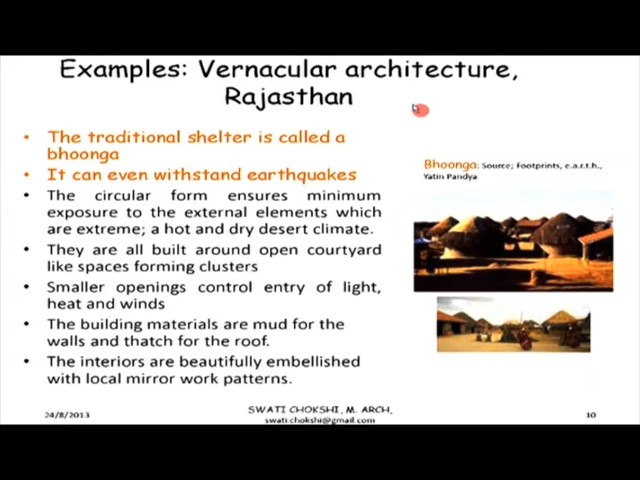 Examples: Vernacular architecture,
Rajasthan
• The traditional shelter is called a
bhoonga
• It can even withstand earthquakes
• The circular form ensures minimum
exposure to the external elements which
are extreme; a hot and dry desert climate.
• They are all built around open courtyard
like spaces forming clusters
• Smaller openings control entry of light,
heat and winds
• The building materials are mud for the
walls and thatch for the roof.
• The interiors are beautifully embellished
with local mirror work patterns.
Bhoonga: Source; Footprints, e.a.r.t.h.,
Yatin Pandya
24/8/2013
SWATI CHOKSHI, M. ARCH,
swati.chokshi@gmail.com
10